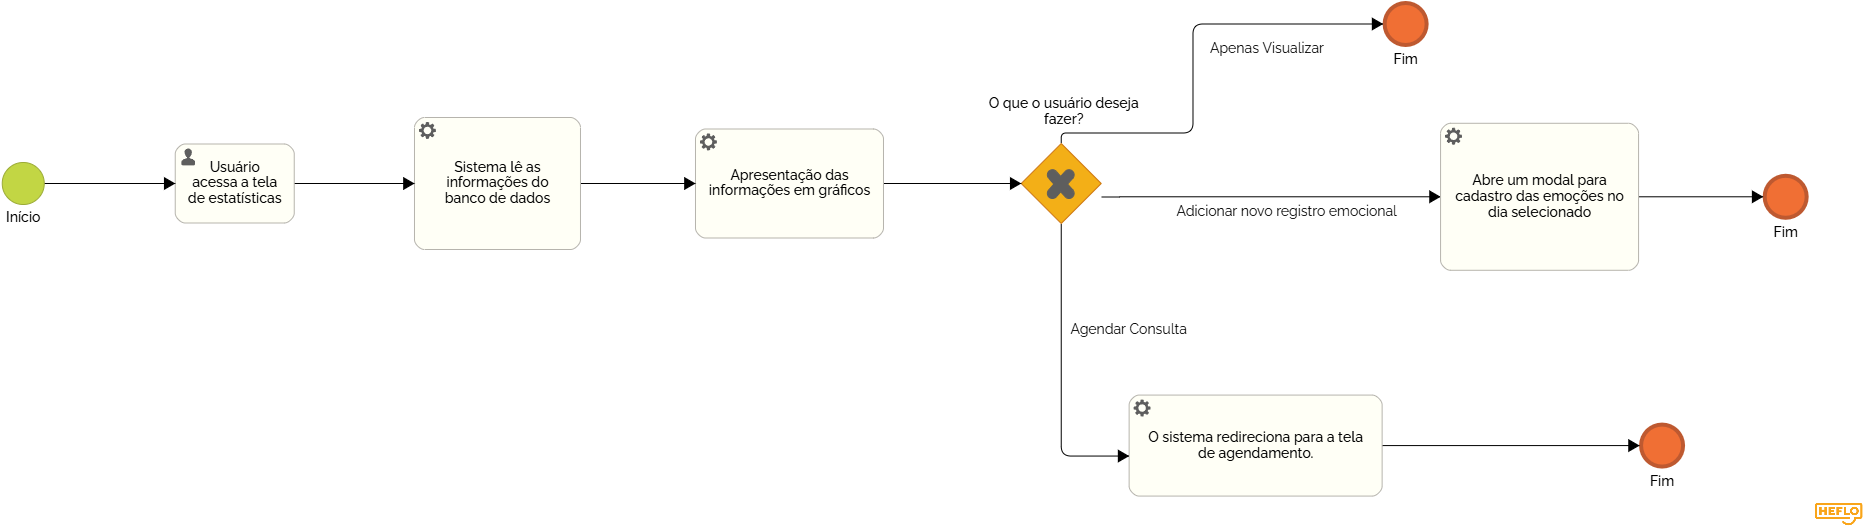 Início
Usuário
acessa a tela
de estatísticas
Sistema lê as
informações do
banco de dados
Apresentação das
informações em gráficos
O que o usuário deseja
fazer?
Apenas Visualizar
Fim
Adicionar novo registro emocional
Abre um modal para
cadastro das emoções no
dia selecionado
Fim
Agendar Consulta
O sistema redireciona para a tela
de agendamento.
Fim
HEFLO